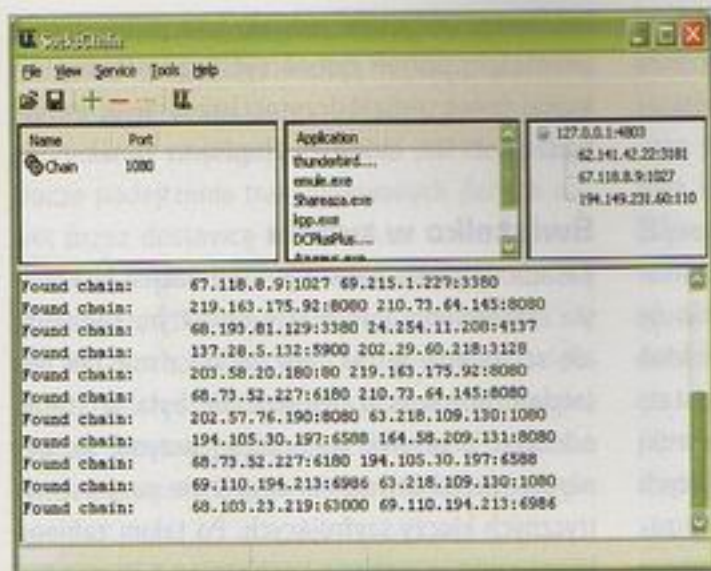 SocksChain
File View Service Tools Help
Name Port
Chain 1080
Application
thunderbird....
emule.exe
Shareaza.exe
kpp.exe
DCPlusPlus....
127.0.0.1:4803
62.141.42.22:3181
67.118.8.9:1027
194.149.231.60:110
Found chain: 67.118.8.9:1027 69.215.1.227:3380
Found chain: 219.163.175.92:8080 210.73.64.145:8080
Found chain: 68.193.81.129:3380 24.254.11.208:4137
Found chain: 137.28.5.132:5900 202.29.60.218:3128
Found chain: 203.58.20.180:80 219.163.175.92:8080
Found chain: 68.73.52.227:6180 210.73.64.145:8080
Found chain: 202.57.76.190:8080 63.218.109.130:1080
Found chain: 194.105.30.197:6588 164.58.209.131:8080
Found chain: 68.73.52.227:6180 194.105.30.197:6588
Found chain: 69.110.194.213:6986 63.218.109.130:1080
Found chain: 68.103.23.219:63000 69.110.194.213:6986